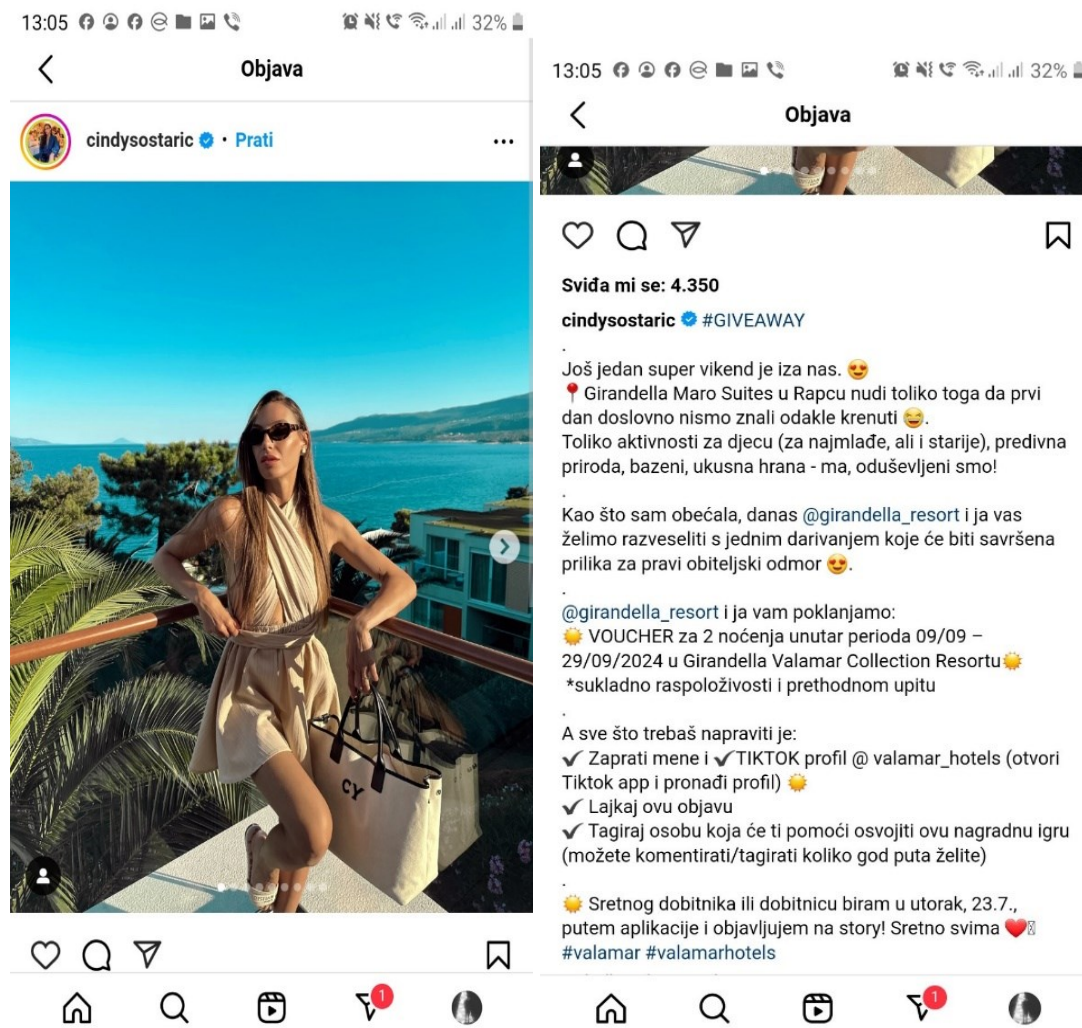 13:05
32%
Objava
cindysostaric • Prati
CY
13:05
32%
Objava
Sviđa mi se: 4.350
cindysostaric #GIVEAWAY
.
Još jedan super vikend je iza nas. 😍
📍Girandella Maro Suites u Rapcu nudi toliko toga da prvi
dan doslovno nismo znali odakle krenuti 😂.
Toliko aktivnosti za djecu (za najmlađe, ali i starije), predivna
priroda, bazeni, ukusna hrana - ma, oduševljeni smo!
.
Kao što sam obećala, danas @girandella_resort i ja vas
želimo razveseliti s jednim darivanjem koje će biti savršena
prilika za pravi obiteljski odmor 😍.
.
@girandella_resort i ja vam poklanjamo:
☀️ VOUCHER za 2 noćenja unutar perioda 09/09 –
29/09/2024 u Girandella Valamar Collection Resortu☀️
*sukladno raspoloživosti i prethodnom upitu
.
A sve što trebaš napraviti je:
✔️ Zaprati mene i ✔️TIKTOK profil @ valamar_hotels (otvori
Tiktok app i pronađi profil) ☀️
✔️ Lajkaj ovu objavu
✔️ Tagiraj osobu koja će ti pomoći osvojiti ovu nagradnu igru
(možete komentirati/tagirati koliko god puta želite)
.
☀️ Sretnog dobitnika ili dobitnicu biram u utorak, 23.7.,
putem aplikacije i objavljujem na story! Sretno svima ❤️
#valamar #valamarhotels
1
1